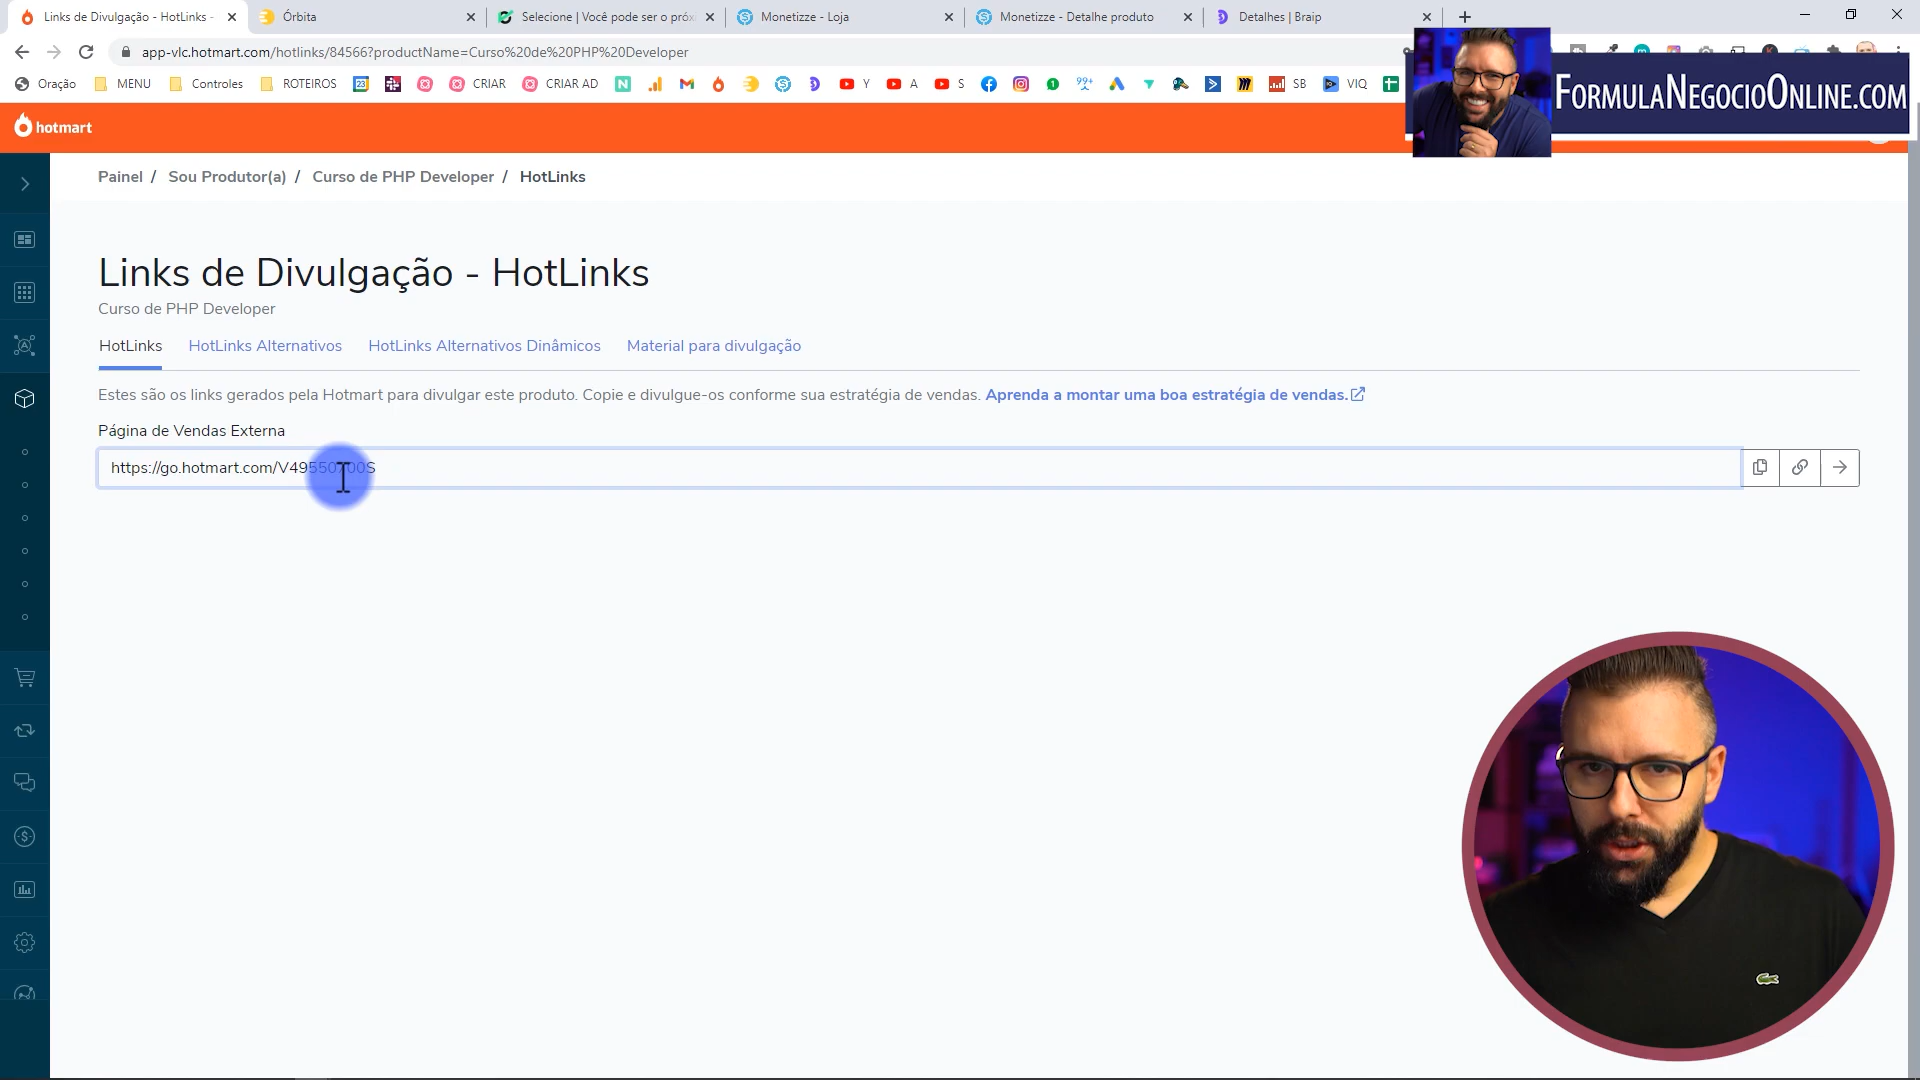 Links de Divulgação - HotLinks -
Órbita
Selecione | Você pode ser o próxi
Monetizze - Loja
Monetizze - Detalhe produto
Detalhes | Braip
app-vlc.hotmart.com/hotlinks/84566?productName=Curso%20de%20PHP%20Developer
Oração
MENU
Controles
ROTEIROS
23
CRIAR
CRIAR AD
Y
A
S
99+
SB
VIQ
FORMULANEGOCIOONLINE.COM
hotmart
Painel / Sou Produtor(a) / Curso de PHP Developer / HotLinks
Links de Divulgação - HotLinks
Curso de PHP Developer
HotLinks
HotLinks Alternativos
HotLinks Alternativos Dinâmicos
Material para divulgação
Estes são os links gerados pela Hotmart para divulgar este produto. Copie e divulgue-os conforme sua estratégia de vendas. Aprenda a montar uma boa estratégia de vendas.
Página de Vendas Externa
https://go.hotmart.com/